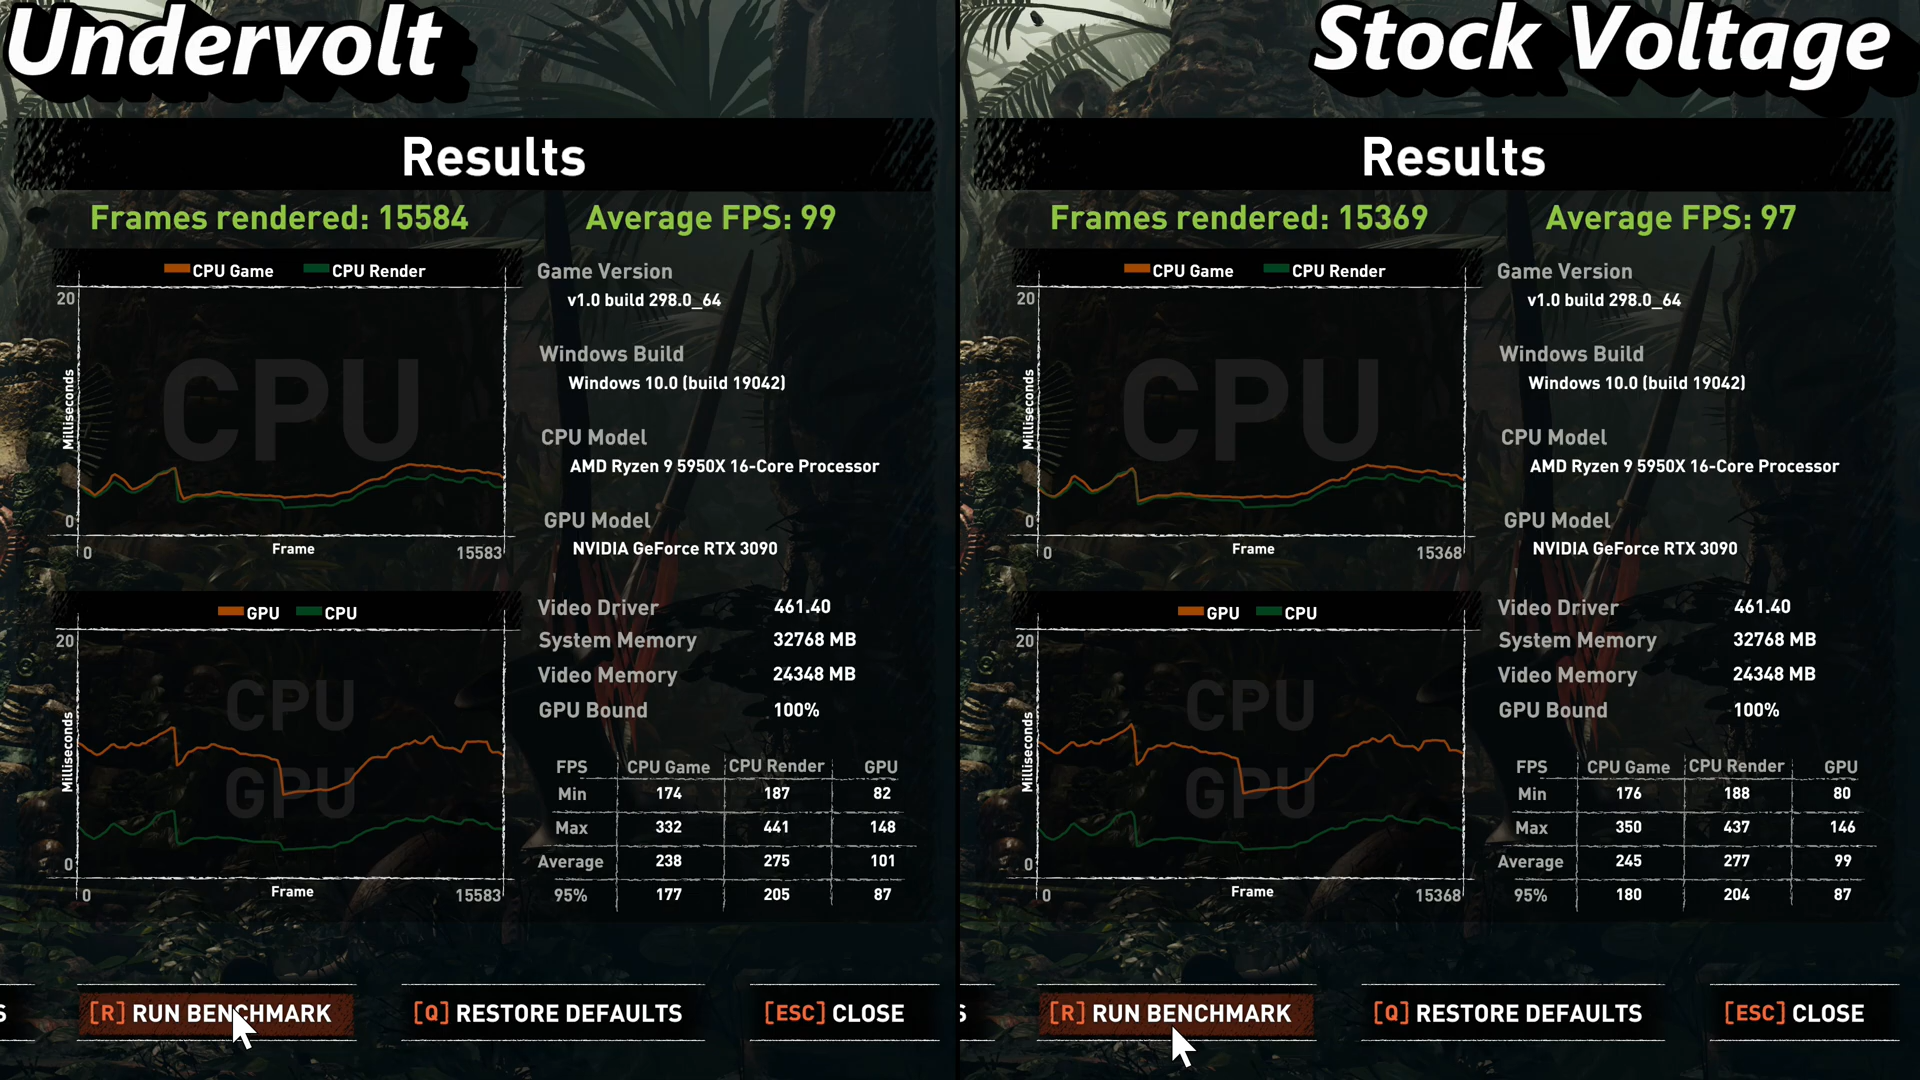 Undervolt
Results
Frames rendered: 15584
Average FPS: 99
CPU Game
CPU Render
20
CPU
Milliseconds
0
0
Frame
15583
GPU
CPU
20
CPU
GPU
Milliseconds
0
0
Frame
15583
Game Version
v1.0 build 298.0_64
Windows Build
Windows 10.0 (build 19042)
CPU Model
AMD Ryzen 9 5950X 16-Core Processor
GPU Model
NVIDIA GeForce RTX 3090
Video Driver 461.40
System Memory 32768 MB
Video Memory 24348 MB
GPU Bound 100%
FPS CPU Game CPU Render GPU
Min 174 187 82
Max 332 441 148
Average 238 275 101
95% 177 205 87
S
[R] RUN BENCHMARK
[Q] RESTORE DEFAULTS
[ESC] CLOSE
Stock Voltage
Results
Frames rendered: 15369
Average FPS: 97
CPU Game
CPU Render
20
CPU
Milliseconds
0
0
Frame
15368
GPU
CPU
20
CPU
GPU
Milliseconds
0
0
Frame
15368
Game Version
v1.0 build 298.0_64
Windows Build
Windows 10.0 (build 19042)
CPU Model
AMD Ryzen 9 5950X 16-Core Processor
GPU Model
NVIDIA GeForce RTX 3090
Video Driver 461.40
System Memory 32768 MB
Video Memory 24348 MB
GPU Bound 100%
FPS CPU Game CPU Render GPU
Min 176 188 80
Max 350 437 146
Average 245 277 99
95% 180 204 87
S
[R] RUN BENCHMARK
[Q] RESTORE DEFAULTS
[ESC] CLOSE